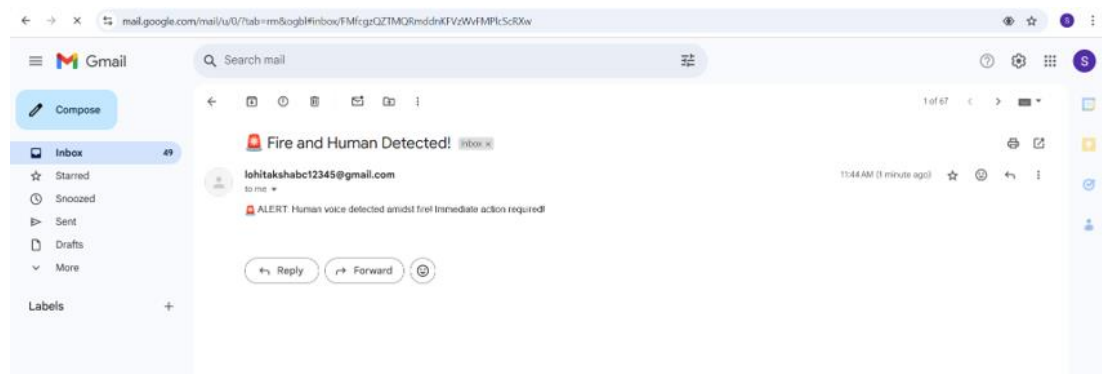 mail.google.com/mail/u/0/?tab=rm&ogbl#inbox/FMfcgzQZTMQRmddnKFVzWvFMPlcScRXw
S
Gmail
Search mail
S
Compose
1 of 67
🚨 Fire and Human Detected! Inbox ×
Inbox 49
Starred
lohitakshabc12345@gmail.com
11:44 AM (1 minute ago)
to me
Snoozed
🚨 ALERT: Human voice detected amidst fire! Immediate action required!
Sent
Drafts
More
Reply
Forward
Labels +